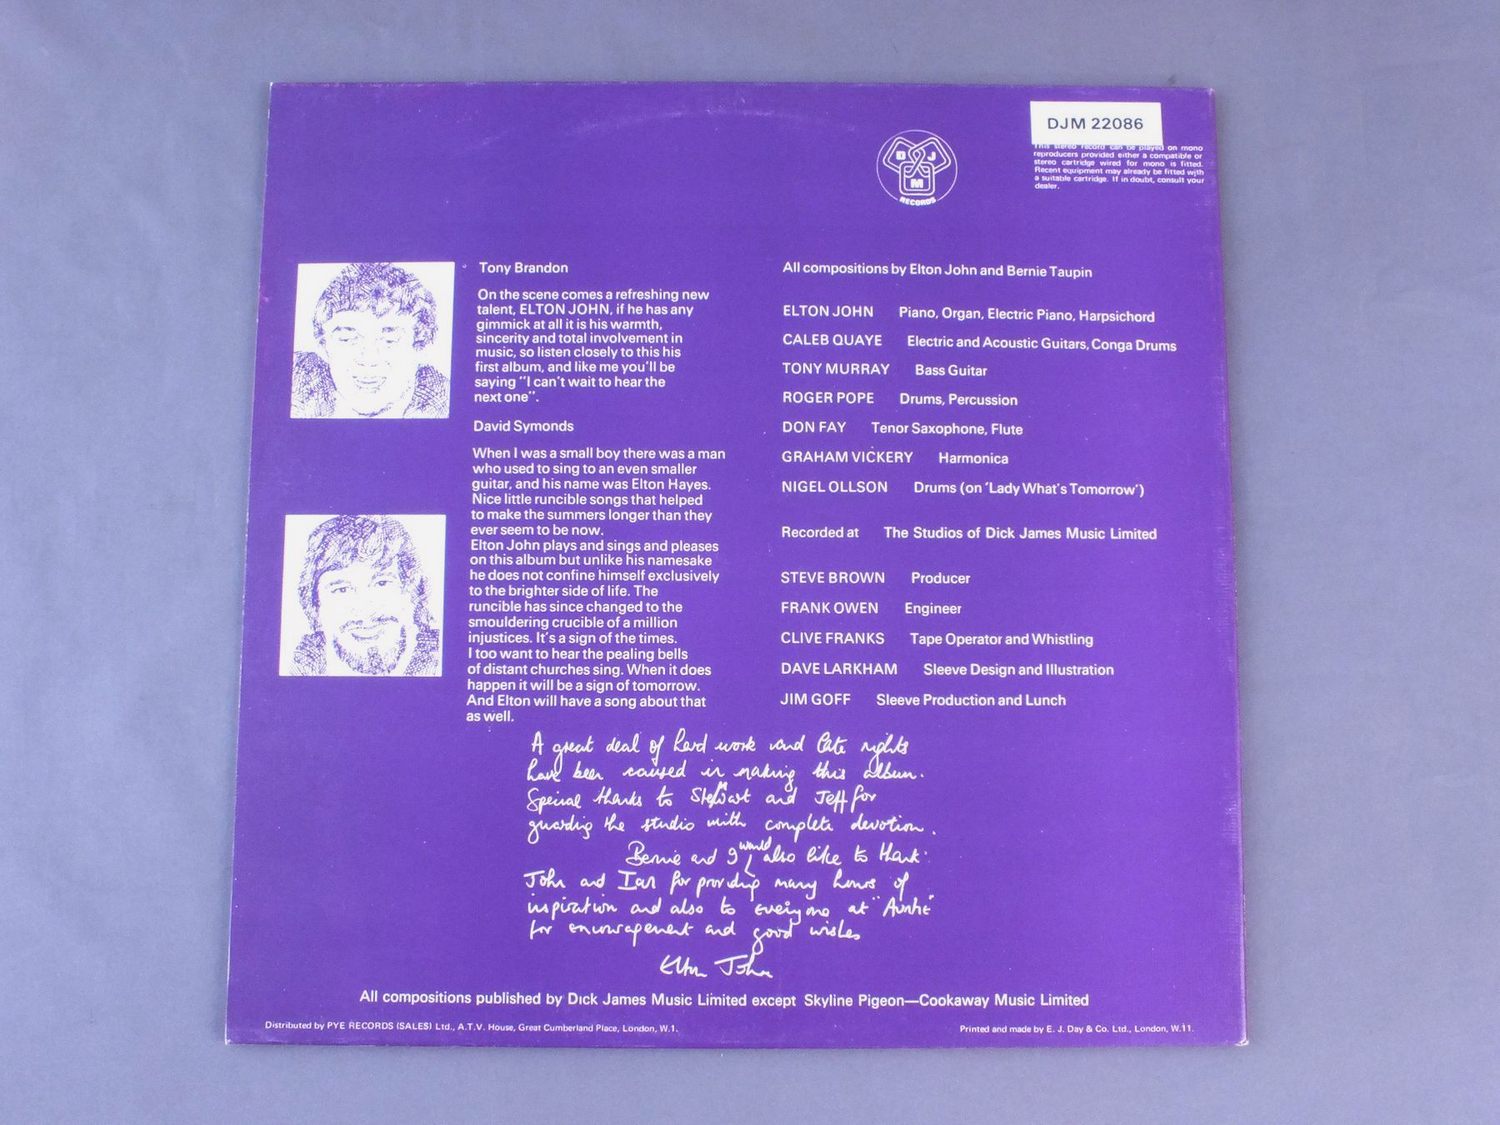 DJM 22086
This stereo record can be played on mono
reproducers provided either a compatible or
stereo cartridge wired for mono is fitted.
Recent equipment may already be fitted with
a suitable cartridge. If in doubt, consult your
dealer.
D J
M
RECORDS
Tony Brandon
On the scene comes a refreshing new
talent, ELTON JOHN, if he has any
gimmick at all it is his warmth,
sincerity and total involvement in
music, so listen closely to this his
first album, and like me you'll be
saying "I can't wait to hear the
next one".
David Symonds
When I was a small boy there was a man
who used to sing to an even smaller
guitar, and his name was Elton Hayes.
Nice little runcible songs that helped
to make the summers longer than they
ever seem to be now.
Elton John plays and sings and pleases
on this album but unlike his namesake
he does not confine himself exclusively
to the brighter side of life. The
runcible has since changed to the
smouldering crucible of a million
injustices. It's a sign of the times.
I too want to hear the pealing bells
of distant churches sing. When it does
happen it will be a sign of tomorrow.
And Elton will have a song about that
as well.
All compositions by Elton John and Bernie Taupin
ELTON JOHN Piano, Organ, Electric Piano, Harpsichord
CALEB QUAYE Electric and Acoustic Guitars, Conga Drums
TONY MURRAY Bass Guitar
ROGER POPE Drums, Percussion
DON FAY Tenor Saxophone, Flute
GRAHAM VICKERY Harmonica
NIGEL OLLSON Drums (on 'Lady What's Tomorrow')
Recorded at The Studios of Dick James Music Limited
STEVE BROWN Producer
FRANK OWEN Engineer
CLIVE FRANKS Tape Operator and Whistling
DAVE LARKHAM Sleeve Design and Illustration
JIM GOFF Sleeve Production and Lunch
A great deal of hard work and late nights
have been caused in making this album.
Special thanks to Stewart and Jeff for
guarding the studio with complete devotion.
Bernie and I would also like to thank
John and Ian for providing many hours of
inspiration and also to everyone at "Auntie"
for encouragement and good wishes
Elton John
All compositions published by Dick James Music Limited except Skyline Pigeon—Cookaway Music Limited
Distributed by PYE RECORDS (SALES) Ltd., A.T.V. House, Great Cumberland Place, London, W.1.
Printed and made by E. J. Day & Co. Ltd., London, W.11.